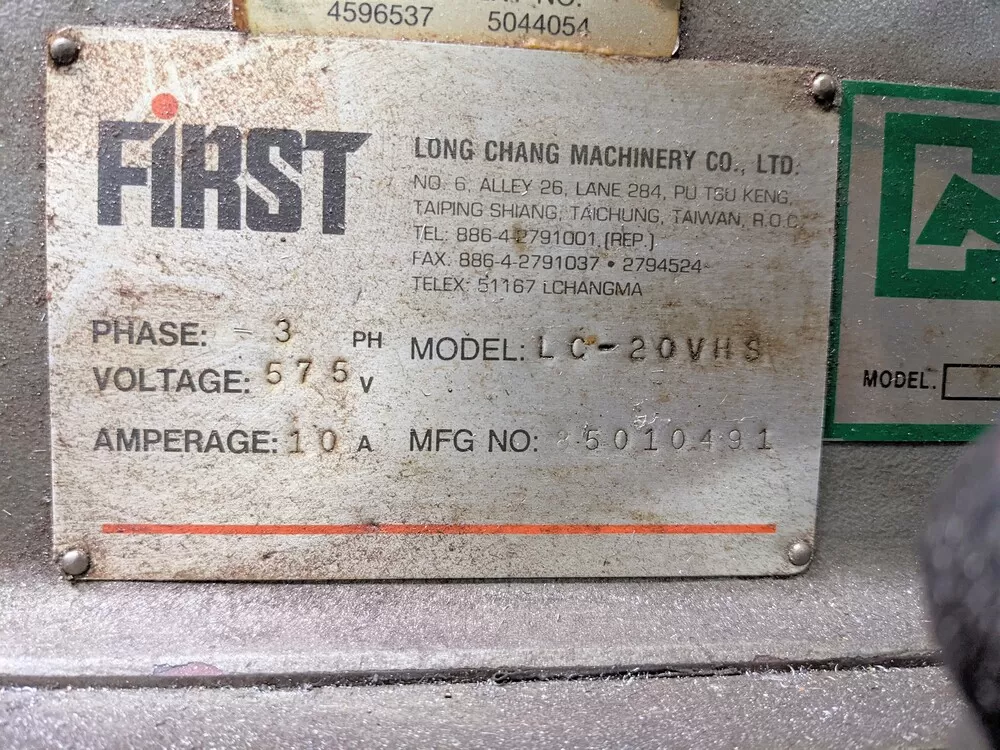 4596537 5044054
FiRST
LONG CHANG MACHINERY CO., LTD.
NO. 6, ALLEY 26, LANE 284, PU TSU KENG,
TAIPING SHIANG, TAICHUNG, TAIWAN, R.O.C.
TEL: 886-4-2791001 (REP.)
FAX. 886-4-2791037 • 2794524
TELEX: 51167 LCHANGMA
PHASE: 3 PH
MODEL: LC-20VHS
VOLTAGE: 575 V
AMPERAGE: 10 A
MFG NO: 85010491
MODEL.